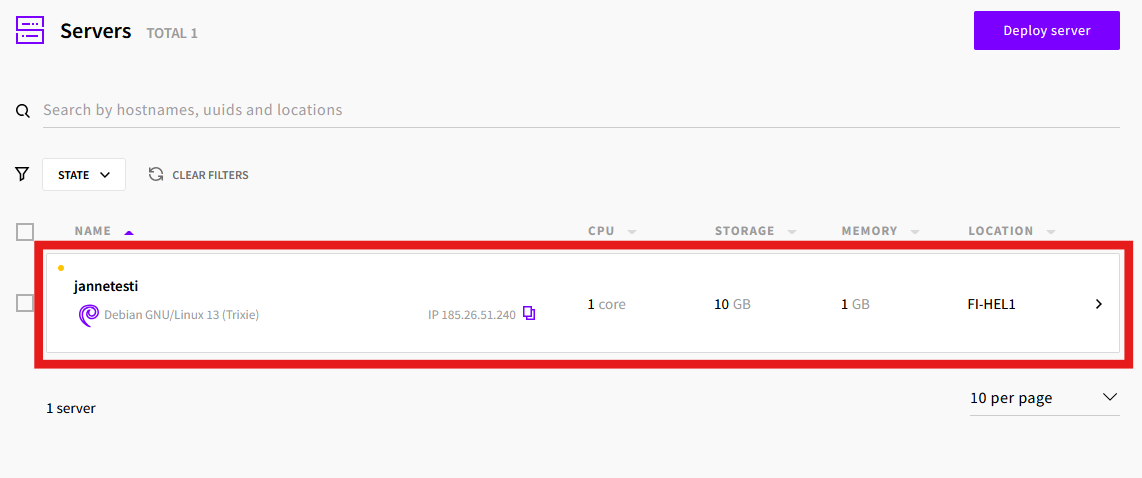 Servers TOTAL 1
Deploy server
Search by hostnames, uuids and locations
STATE CLEAR FILTERS
NAME CPU STORAGE MEMORY LOCATION
jannetesti
Debian GNU/Linux 13 (Trixie) IP 185.26.51.240 1 core 10 GB 1 GB FI-HEL1
1 server
10 per page